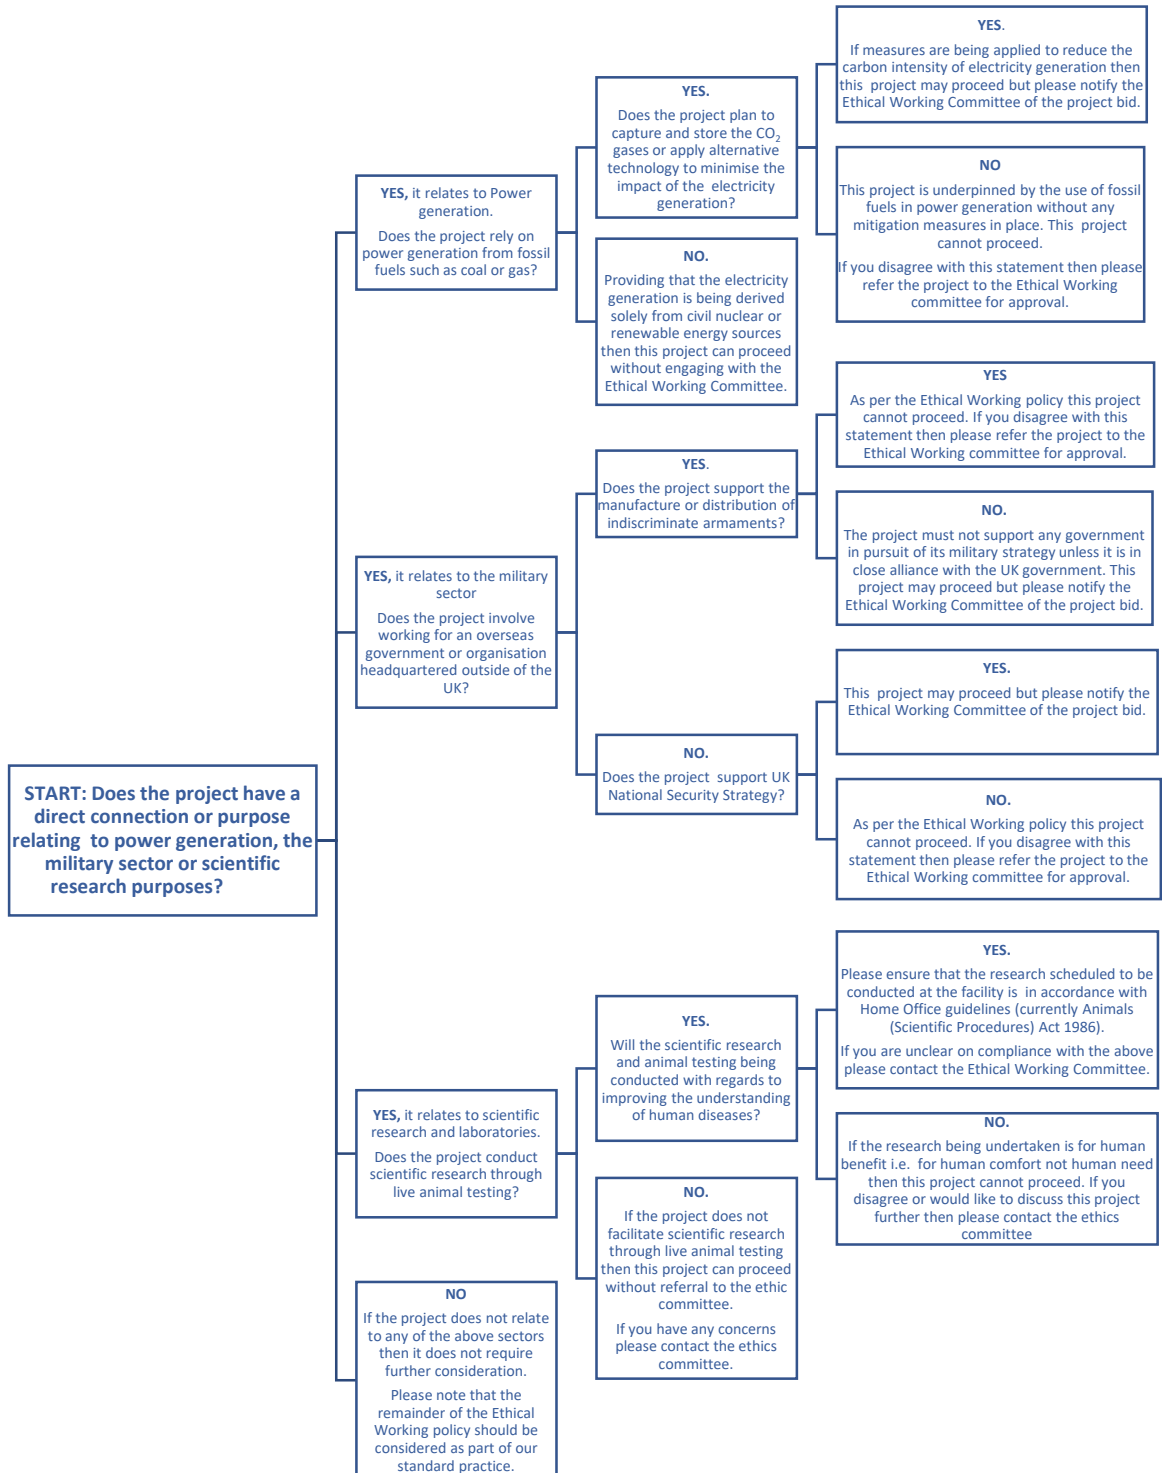 START: Does the project have a
direct connection or purpose
relating to power generation, the
military sector or scientific
research purposes?
YES, it relates to Power
generation.
Does the project rely on
power generation from fossil
fuels such as coal or gas?
YES.
Does the project plan to
capture and store the CO2
gases or apply alternative
technology to minimise the
impact of the electricity
generation?
YES.
If measures are being applied to reduce the
carbon intensity of electricity generation then
this project may proceed but please notify the
Ethical Working Committee of the project bid.
NO
This project is underpinned by the use of fossil
fuels in power generation without any
mitigation measures in place. This project
cannot proceed.
If you disagree with this statement then please
refer the project to the Ethical Working
committee for approval.
NO.
Providing that the electricity
generation is being derived
solely from civil nuclear or
renewable energy sources
then this project can proceed
without engaging with the
Ethical Working Committee.
YES, it relates to the military
sector
Does the project involve
working for an overseas
government or organisation
headquartered outside of the
UK?
YES.
Does the project support the
manufacture or distribution of
indiscriminate armaments?
YES
As per the Ethical Working policy this project
cannot proceed. If you disagree with this
statement then please refer the project to the
Ethical Working committee for approval.
NO.
The project must not support any government
in pursuit of its military strategy unless it is in
close alliance with the UK government. This
project may proceed but please notify the
Ethical Working Committee of the project bid.
NO.
Does the project support UK
National Security Strategy?
YES.
This project may proceed but please notify the
Ethical Working Committee of the project bid.
NO.
As per the Ethical Working policy this project
cannot proceed. If you disagree with this
statement then please refer the project to the
Ethical Working committee for approval.
YES, it relates to scientific
research and laboratories.
Does the project conduct
scientific research through
live animal testing?
YES.
Will the scientific research
and animal testing being
conducted with regards to
improving the understanding
of human diseases?
YES.
Please ensure that the research scheduled to be
conducted at the facility is in accordance with
Home Office guidelines (currently Animals
(Scientific Procedures) Act 1986).
If you are unclear on compliance with the above
please contact the Ethical Working Committee.
NO.
If the research being undertaken is for human
benefit i.e. for human comfort not human need
then this project cannot proceed. If you
disagree or would like to discuss this project
further then please contact the ethics
committee
NO.
If the project does not
facilitate scientific research
through live animal testing
then this project can proceed
without referral to the ethic
committee.
If you have any concerns
please contact the ethics
committee.
NO
If the project does not relate
to any of the above sectors
then it does not require
further consideration.
Please note that the
remainder of the Ethical
Working policy should be
considered as part of our
standard practice.